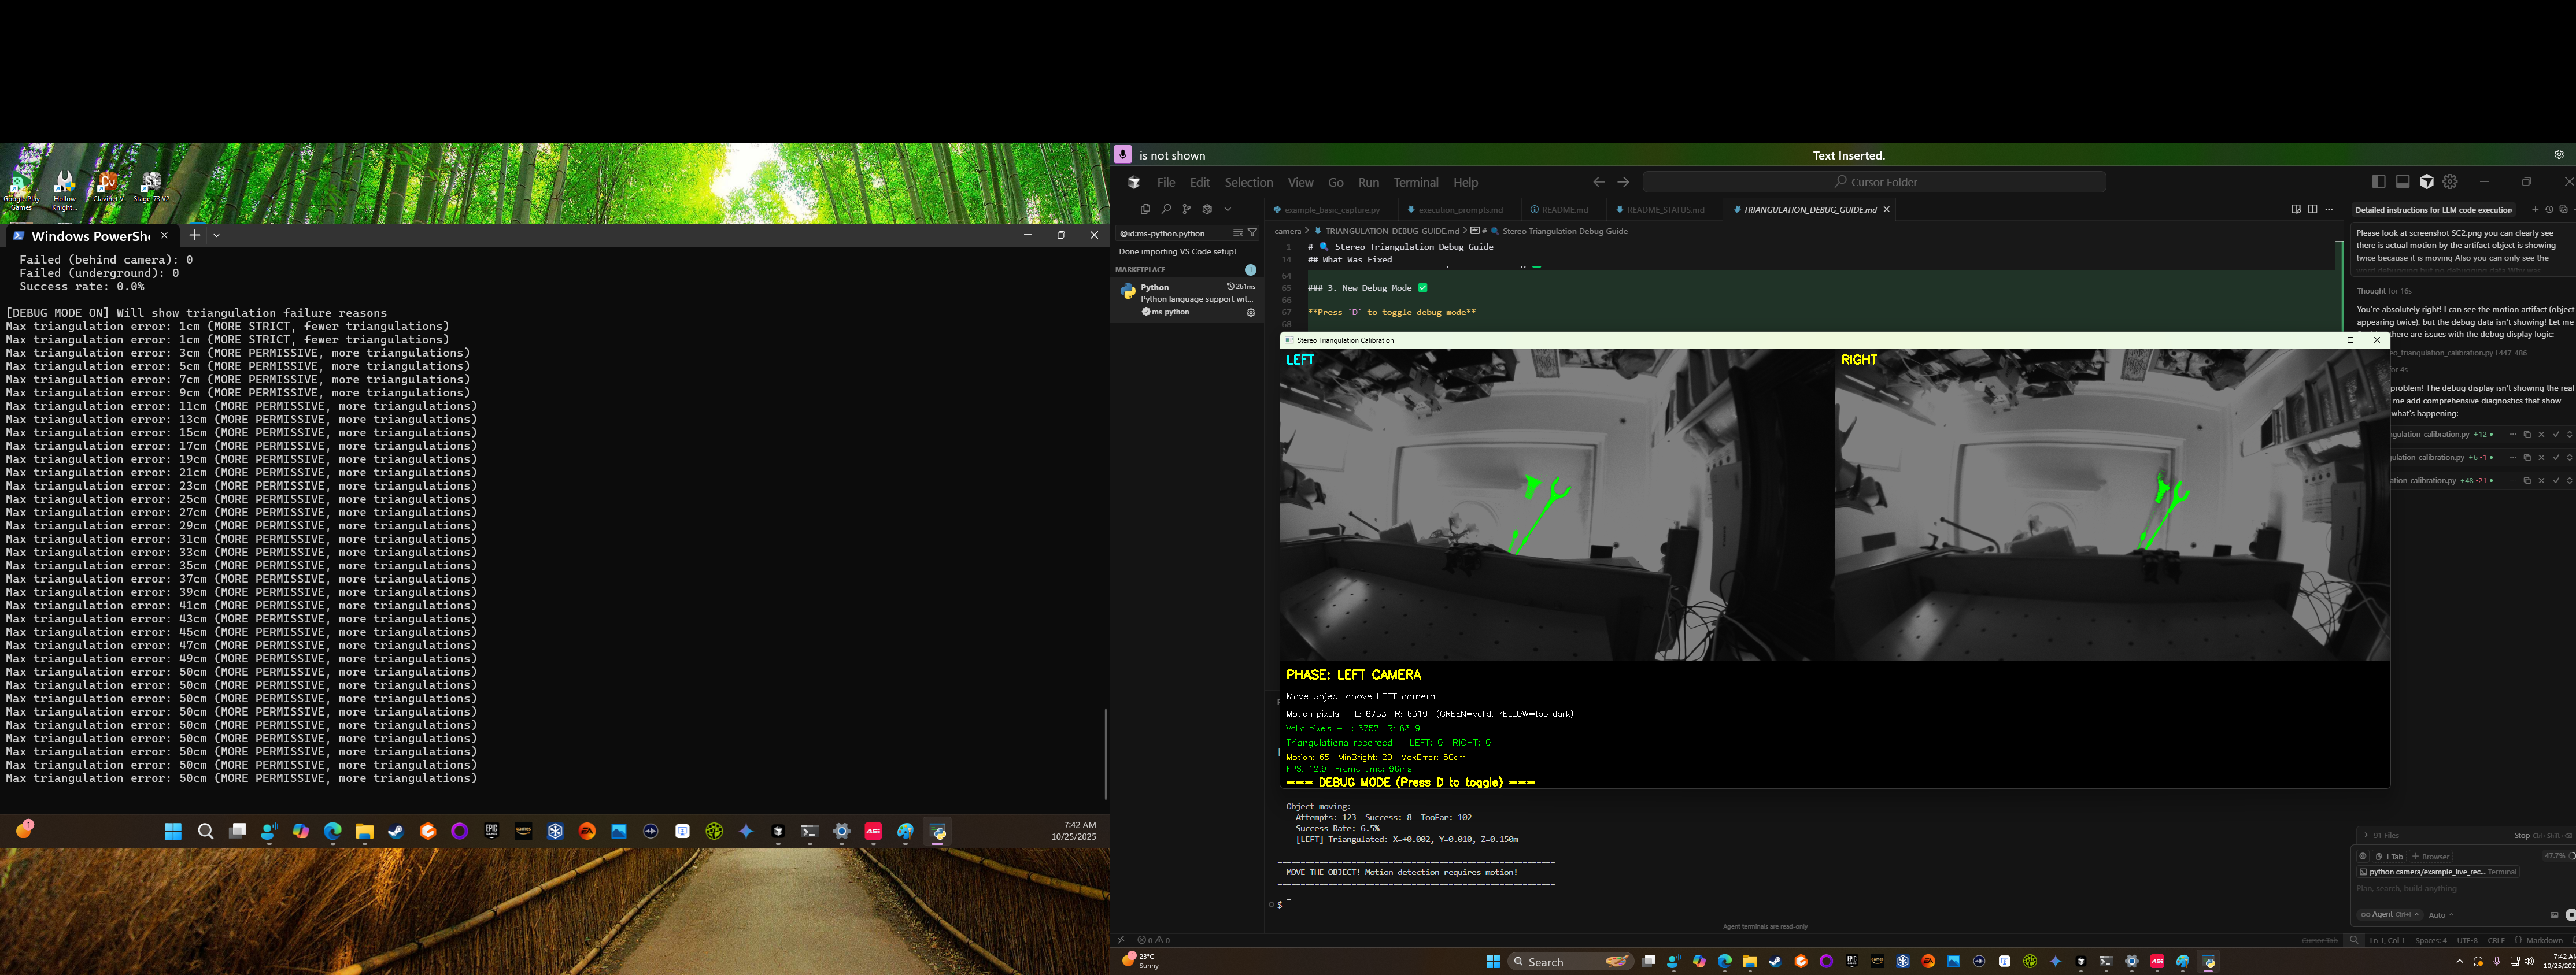 Google Play
Games
Hollow
Knight...
Clavinet V
Stage-73 V2
Windows PowerShe
Failed (behind camera): 0
Failed (underground): 0
Success rate: 0.0%
[DEBUG MODE ON] Will show triangulation failure reasons
Max triangulation error: 1cm (MORE STRICT, fewer triangulations)
Max triangulation error: 1cm (MORE STRICT, fewer triangulations)
Max triangulation error: 3cm (MORE PERMISSIVE, more triangulations)
Max triangulation error: 5cm (MORE PERMISSIVE, more triangulations)
Max triangulation error: 7cm (MORE PERMISSIVE, more triangulations)
Max triangulation error: 9cm (MORE PERMISSIVE, more triangulations)
Max triangulation error: 11cm (MORE PERMISSIVE, more triangulations)
Max triangulation error: 13cm (MORE PERMISSIVE, more triangulations)
Max triangulation error: 15cm (MORE PERMISSIVE, more triangulations)
Max triangulation error: 17cm (MORE PERMISSIVE, more triangulations)
Max triangulation error: 19cm (MORE PERMISSIVE, more triangulations)
Max triangulation error: 21cm (MORE PERMISSIVE, more triangulations)
Max triangulation error: 23cm (MORE PERMISSIVE, more triangulations)
Max triangulation error: 25cm (MORE PERMISSIVE, more triangulations)
Max triangulation error: 27cm (MORE PERMISSIVE, more triangulations)
Max triangulation error: 29cm (MORE PERMISSIVE, more triangulations)
Max triangulation error: 31cm (MORE PERMISSIVE, more triangulations)
Max triangulation error: 33cm (MORE PERMISSIVE, more triangulations)
Max triangulation error: 35cm (MORE PERMISSIVE, more triangulations)
Max triangulation error: 37cm (MORE PERMISSIVE, more triangulations)
Max triangulation error: 39cm (MORE PERMISSIVE, more triangulations)
Max triangulation error: 41cm (MORE PERMISSIVE, more triangulations)
Max triangulation error: 43cm (MORE PERMISSIVE, more triangulations)
Max triangulation error: 45cm (MORE PERMISSIVE, more triangulations)
Max triangulation error: 47cm (MORE PERMISSIVE, more triangulations)
Max triangulation error: 49cm (MORE PERMISSIVE, more triangulations)
Max triangulation error: 50cm (MORE PERMISSIVE, more triangulations)
Max triangulation error: 50cm (MORE PERMISSIVE, more triangulations)
Max triangulation error: 50cm (MORE PERMISSIVE, more triangulations)
Max triangulation error: 50cm (MORE PERMISSIVE, more triangulations)
Max triangulation error: 50cm (MORE PERMISSIVE, more triangulations)
Max triangulation error: 50cm (MORE PERMISSIVE, more triangulations)
Max triangulation error: 50cm (MORE PERMISSIVE, more triangulations)
Max triangulation error: 50cm (MORE PERMISSIVE, more triangulations)
Max triangulation error: 50cm (MORE PERMISSIVE, more triangulations)
1
EPIC
GAMES
EA
ASI
7:42 AM
10/25/2025
is not shown
Text Inserted.
File Edit Selection View Go Run Terminal Help
Cursor Folder
@id:ms-python.python
Done importing VS Code setup!
MARKETPLACE 1
Python 261ms
Python language support wit...
ms-python
example_basic_capture.py execution_prompts.md README.md README_STATUS.md TRIANGULATION_DEBUG_GUIDE.md
camera > TRIANGULATION_DEBUG_GUIDE.md > # 🔍 Stereo Triangulation Debug Guide
1 # 🔍 Stereo Triangulation Debug Guide
14 ## What Was Fixed
64
65 ### 3. New Debug Mode ✅
66
67 **Press `D` to toggle debug mode**
68
Stereo Triangulation Calibration
LEFT
RIGHT
PHASE: LEFT CAMERA
Move object above LEFT camera
Motion pixels - L: 6753 R: 6319 (GREEN=valid, YELLOW=too dark)
Valid pixels - L: 6752 R: 6319
Triangulations recorded - LEFT: 0 RIGHT: 0
Motion: 65 MinBright: 20 MaxError: 50cm
FPS: 12.9 Frame time: 96ms
=== DEBUG MODE (Press D to toggle) ===
Object moving:
Attempts: 123 Success: 8 TooFar: 102
Success Rate: 6.5%
[LEFT] Triangulated: X=+0.002, Y=0.010, Z=0.150m
============================================================
MOVE THE OBJECT! Motion detection requires motion!
============================================================
$
Agent terminals are read-only
Detailed instructions for LLM code execution
Please look at screenshot SC2.png you can clearly see
there is actual motion by the artifact object is showing
twice because it is moving Also you can only see the
Thought for 16s
You're absolutely right! I can see the motion artifact (object
appearing twice), but the debug data isn't showing! Let me
there are issues with the debug display logic:
eo_triangulation_calibration.py L447-486
or 4s
problem! The debug display isn't showing the real
me add comprehensive diagnostics that show
what's happening:
ngulation_calibration.py +12
gulation_calibration.py +6 -1
ation_calibration.py +48 -21
91 Files
Stop Ctrl+Shift+
1 Tab
Browser
47.7%
python camera/example_live_rec... Terminal
Plan, search, build anything
Agent Ctrl+I
Auto
0 0
Cursor Tab
Ln 1, Col 1
Spaces: 4
UTF-8
CRLF
Markdown
1
23°C
Sunny
Search
EPIC
GAMES
EA
ASI
7:42 A
10/25/202